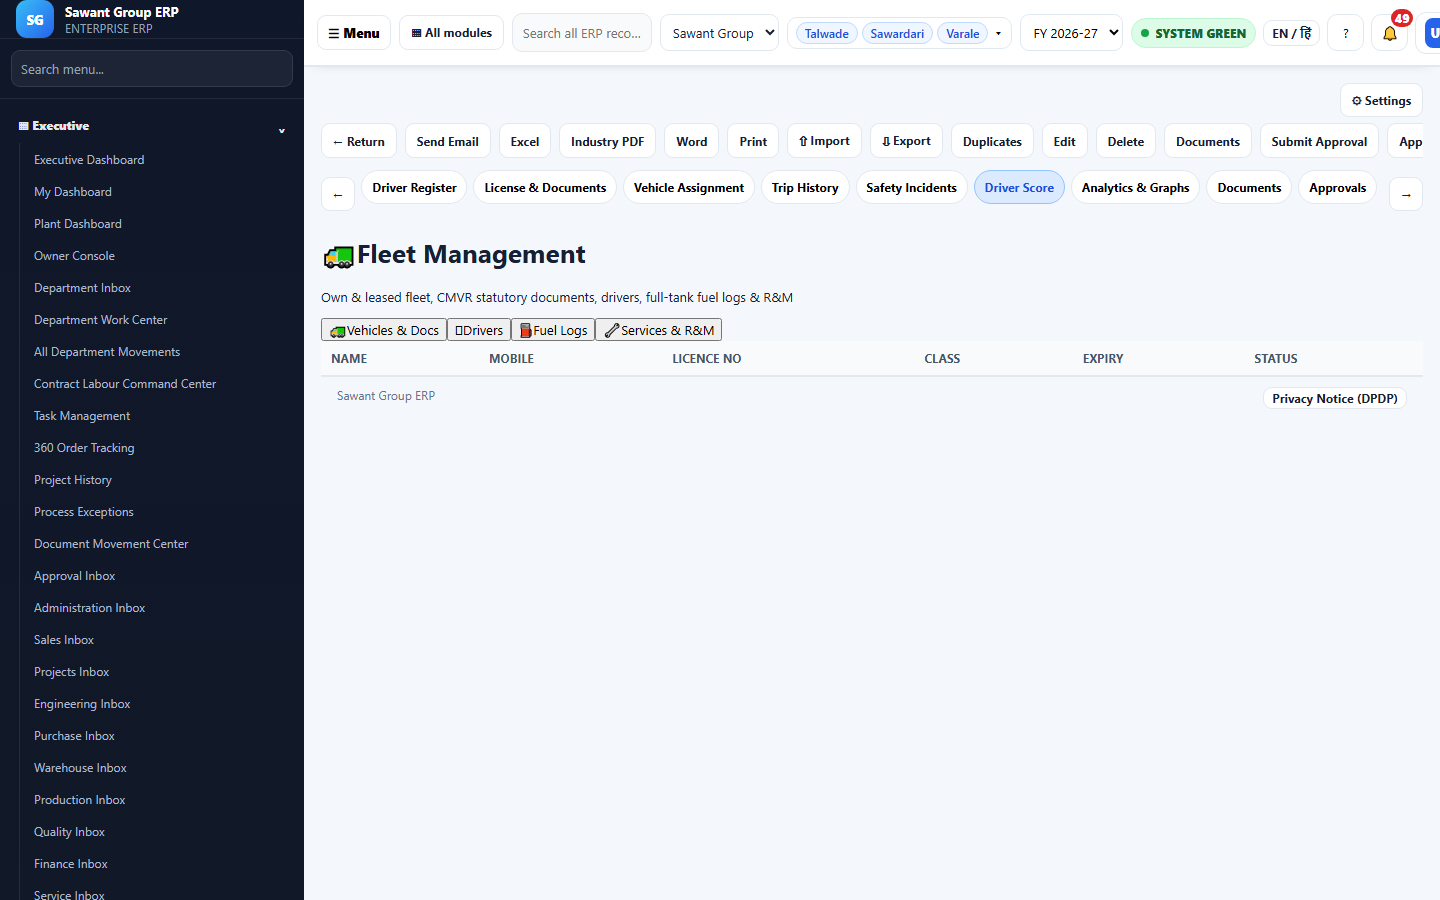 SG
Sawant Group ERP
ENTERPRISE ERP
Search menu...
Executive
Executive Dashboard
My Dashboard
Plant Dashboard
Owner Console
Department Inbox
Department Work Center
All Department Movements
Contract Labour Command Center
Task Management
360 Order Tracking
Project History
Process Exceptions
Document Movement Center
Approval Inbox
Administration Inbox
Sales Inbox
Projects Inbox
Engineering Inbox
Purchase Inbox
Warehouse Inbox
Production Inbox
Quality Inbox
Finance Inbox
Service Inbox
☰ Menu
All modules
Search all ERP reco...
Sawant Group
Talwade
Sawardari
Varale
FY 2026-27
SYSTEM GREEN
EN / हिं
?
49
U
⚙ Settings
← Return
Send Email
Excel
Industry PDF
Word
Print
⇧ Import
⇩ Export
Duplicates
Edit
Delete
Documents
Submit Approval
App
←
Driver Register
License & Documents
Vehicle Assignment
Trip History
Safety Incidents
Driver Score
Analytics & Graphs
Documents
Approvals
→
Fleet Management
Own & leased fleet, CMVR statutory documents, drivers, full-tank fuel logs & R&M
Vehicles & Docs
Drivers
Fuel Logs
Services & R&M
NAME
MOBILE
LICENCE NO
CLASS
EXPIRY
STATUS
Sawant Group ERP
Privacy Notice (DPDP)